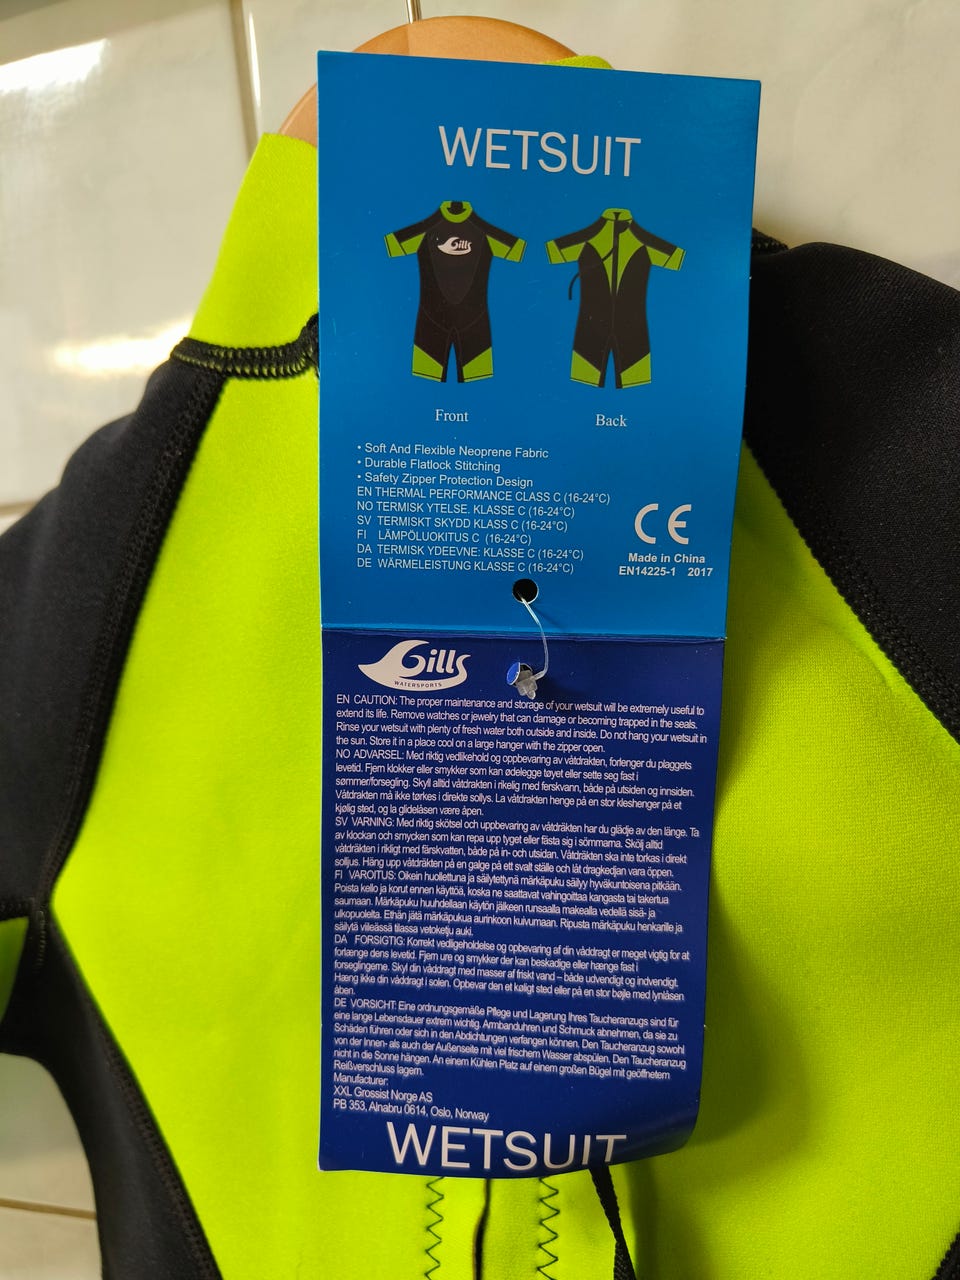 WETSUIT
Gills
Front
Back
• Soft And Flexible Neoprene Fabric
• Durable Flatlock Stitching
• Safety Zipper Protection Design
EN THERMAL PERFORMANCE CLASS C (16-24°C)
NO TERMISK YTELSE. KLASSE C (16-24°C)
SV TERMISKT SKYDD KLASS C (16-24°C)
FI LÄMPÖLUOKITUS C (16-24°C)
DA TERMISK YDEEVNE: KLASSE C (16-24°C)
DE WÄRMELEISTUNG KLASSE C (16-24°C)
CE
Made in China
EN14225-1 2017
Gills
WATERSPORTS
EN CAUTION: The proper maintenance and storage of your wetsuit will be extremely useful to
extend its life. Remove watches or jewelry that can damage or becoming trapped in the seals.
Rinse your wetsuit with plenty of fresh water both outside and inside. Do not hang your wetsuit in
the sun. Store it in a place cool on a large hanger with the zipper open.
NO ADVARSEL: Med riktig vedlikehold og oppbevaring av våtdrakten, forlenger du plaggets
levetid. Fjern klokker eller smykker som kan ødelegge tøyet eller sette seg fast i
sømmer/forsegling. Skyll alltid våtdrakten i rikelig med ferskvann, både på utsiden og innsiden.
Våtdrakten må ikke tørkes i direkte sollys. La våtdrakten henge på en stor kleshenger på et
kjølig sted, og la glidelåsen være åpen.
SV VARNING: Med riktig skötsel och uppbevaring av våtdräkten har du glädje av den länge. Ta
av klockan och smycken som kan repa upp tyget eller fästa sig i sömmarna. Skölj alltid
våtdräkten i rikligt med färskvatten, både på in- och utsidan. Våtdräkten ska inte torkas i direkt
solljus. Häng upp våtdräkten på en galge på ett svalt ställe och låt dragkedjan vara öppen.
FI VAROITUS: Oikein huollettuna ja säilytettynä märkäpuku säilyy hyväkuntoisena pitkään.
Poista kello ja korut ennen käyttöä, koska ne saattavat vahingoittaa kangasta tai takertua
saumaan. Märkäpuku huuhdellaan käytön jälkeen runsaalla makealla vedellä sisä- ja
ulkopuolelta. Ethän jätä märkäpukua aurinkoon kuivumaan. Ripusta märkäpuku henkarille ja
säilytä viileässä tilassa vetoketju auki.
DA FORSIGTIG: Korrekt vedligeholdelse og opbevaring af din våddragt er meget vigtig for at
forlænge dens levetid. Fjern ure og smykker der kan beskadige eller hænge fast i
forseglingerne. Skyl din våddragt med masser af friskt vand – både udvendigt og indvendigt.
Hæng ikke din våddragt i solen. Opbevar den et køligt sted eller på en stor bøjle med lynlåsen
åben.
DE VORSICHT: Eine ordnungsgemäße Pflege und Lagerung Ihres Taucheranzugs sind für
eine lange Lebensdauer extrem wichtig. Armbanduhren und Schmuck abnehmen, da sie zu
Schäden führen oder sich in den Abdichtungen verfangen können. Den Taucheranzug sowohl
von der Innen- als auch der Außenseite mit viel frischem Wasser abspülen. Den Taucheranzug
nicht in die Sonne hängen. An einem Kühlen Platz auf einem großen Bügel mit geöffnetem
Reißverschluss lagern.
Manufacturer:
XXL Grossist Norge AS
PB 353, Alnabru 0614, Oslo, Norway
WETSUIT